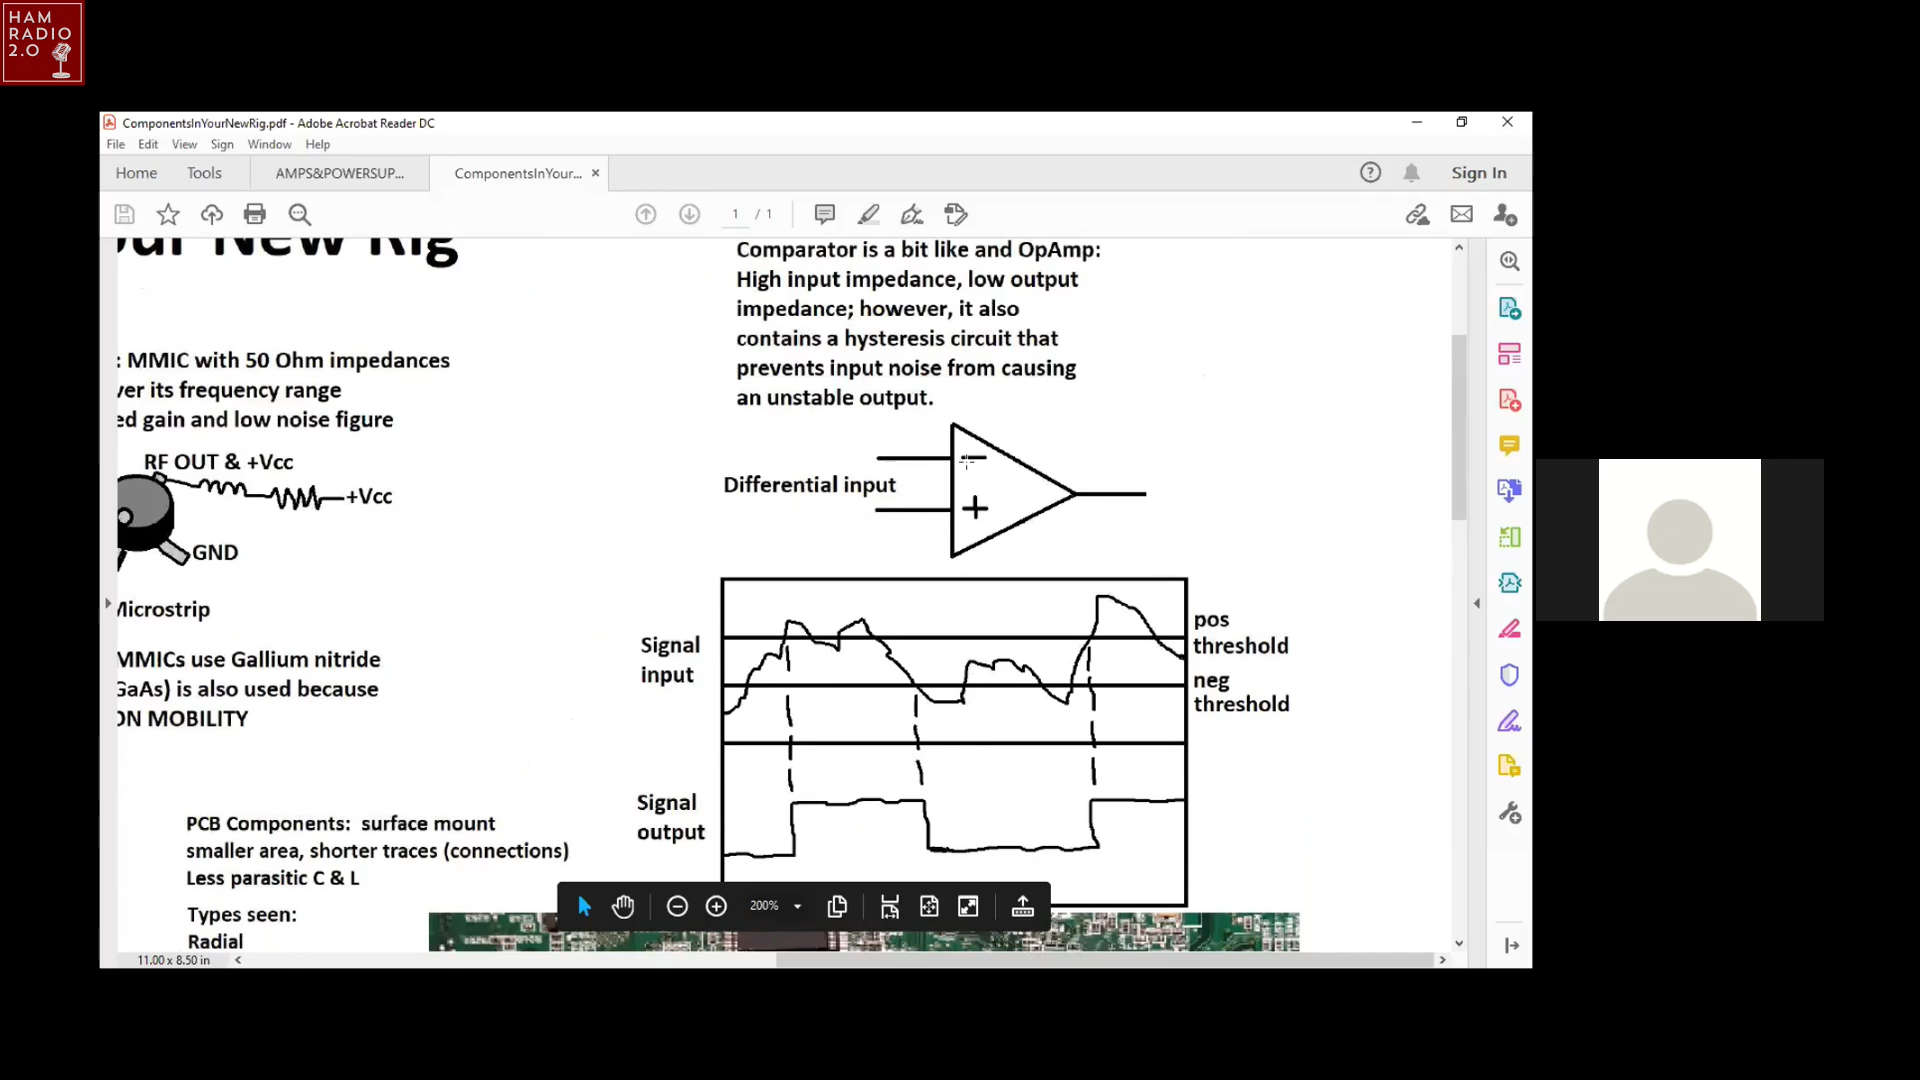 HAM
RADIO
2.0
ComponentsInYourNewRig.pdf - Adobe Acrobat Reader DC
File Edit View Sign Window Help
Home Tools AMPS&POWERSUP... ComponentsInYour... × Sign In
1 / 1
our New Rig
Comparator is a bit like and OpAmp:
High input impedance, low output
impedance; however, it also
contains a hysteresis circuit that
prevents input noise from causing
an unstable output.
: MMIC with 50 Ohm impedances
ver its frequency range
ed gain and low noise figure
RF OUT & +Vcc
+Vcc
GND
Differential input
−
+
Microstrip
MMICs use Gallium nitride
GaAs) is also used because
ON MOBILITY
Signal
input
pos
threshold
neg
threshold
Signal
output
PCB Components: surface mount
smaller area, shorter traces (connections)
Less parasitic C & L
Types seen:
Radial
200%
11.00 x 8.50 in